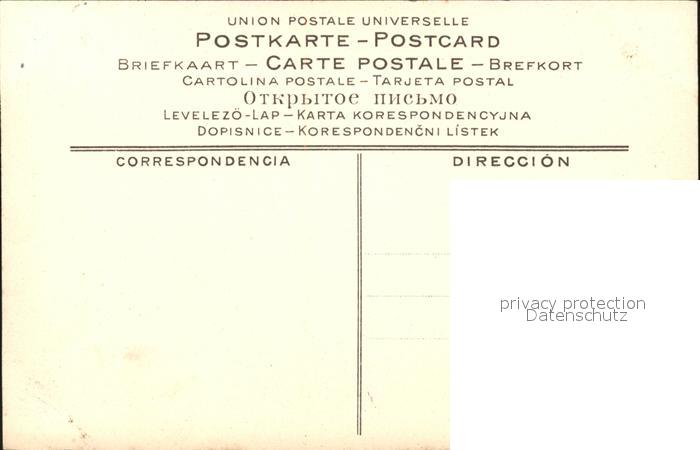 UNION POSTALE UNIVERSELLE
POSTKARTE – POSTCARD
BRIEFKAART – CARTE POSTALE – BREFKORT
CARTOLINA POSTALE – TARJETA POSTAL
Открытое письмо
LEVELEZÖ-LAP – KARTA KORESPONDENCYJNA
DOPISNICE – KORESPONDENČNI LÍSTEK
CORRESPONDENCIA
DIRECCIÓN
privacy protection
Datenschutz